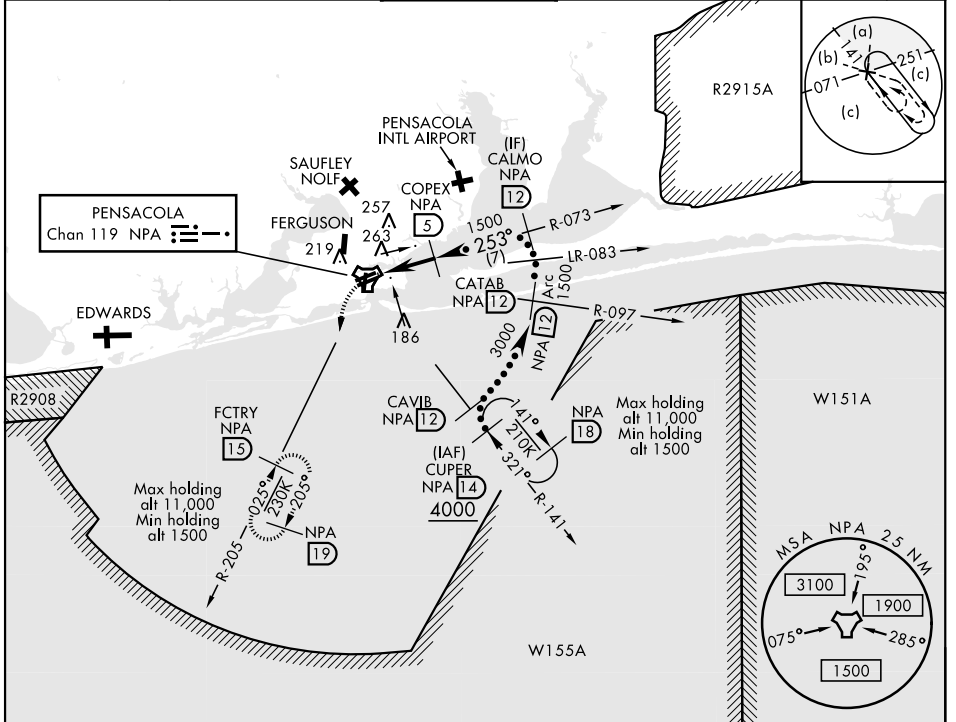 (a)
(b)
141
251
(c)
071
(c)
R2915A
PENSACOLA
INTL AIRPORT
(IF)
CALMO
NPA
12
SAUFLEY
NOLF
COPEX
NPA
5
PENSACOLA
Chan 119 NPA
FERGUSON
257
263
219
1500
253°
(7)
R-073
LR-083
CATAB
NPA 12
Arc
1500
NPA 12
R-097
EDWARDS
186
3000
R2908
W151A
CAVIB
NPA 12
141°
210K
321°
NPA
18
Max holding
alt 11,000
Min holding
alt 1500
FCTRY
NPA
15
(IAF)
CUPER
NPA 14
4000
R-141
025°
230K
205°
Max holding
alt 11,000
Min holding
alt 1500
NPA
19
R-205
W155A
MSA NPA 25 NM
195°
3100
1900
075°
285°
1500